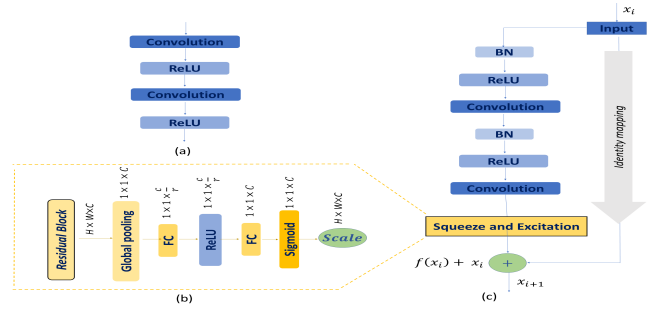 Convolution
ReLU
Convolution
ReLU
(a)
Residual Block
H×W×C
Global pooling
1×1×C
FC
1×1×C/r
ReLU
1×1×C/r
FC
1×1×C
Sigmoid
1×1×C
Scale
H×W×C
(b)
x_i
Input
BN
ReLU
Convolution
BN
ReLU
Convolution
Identity mapping
Squeeze and Excitation
f(x_i) + x_i
+
x_{i+1}
(c)